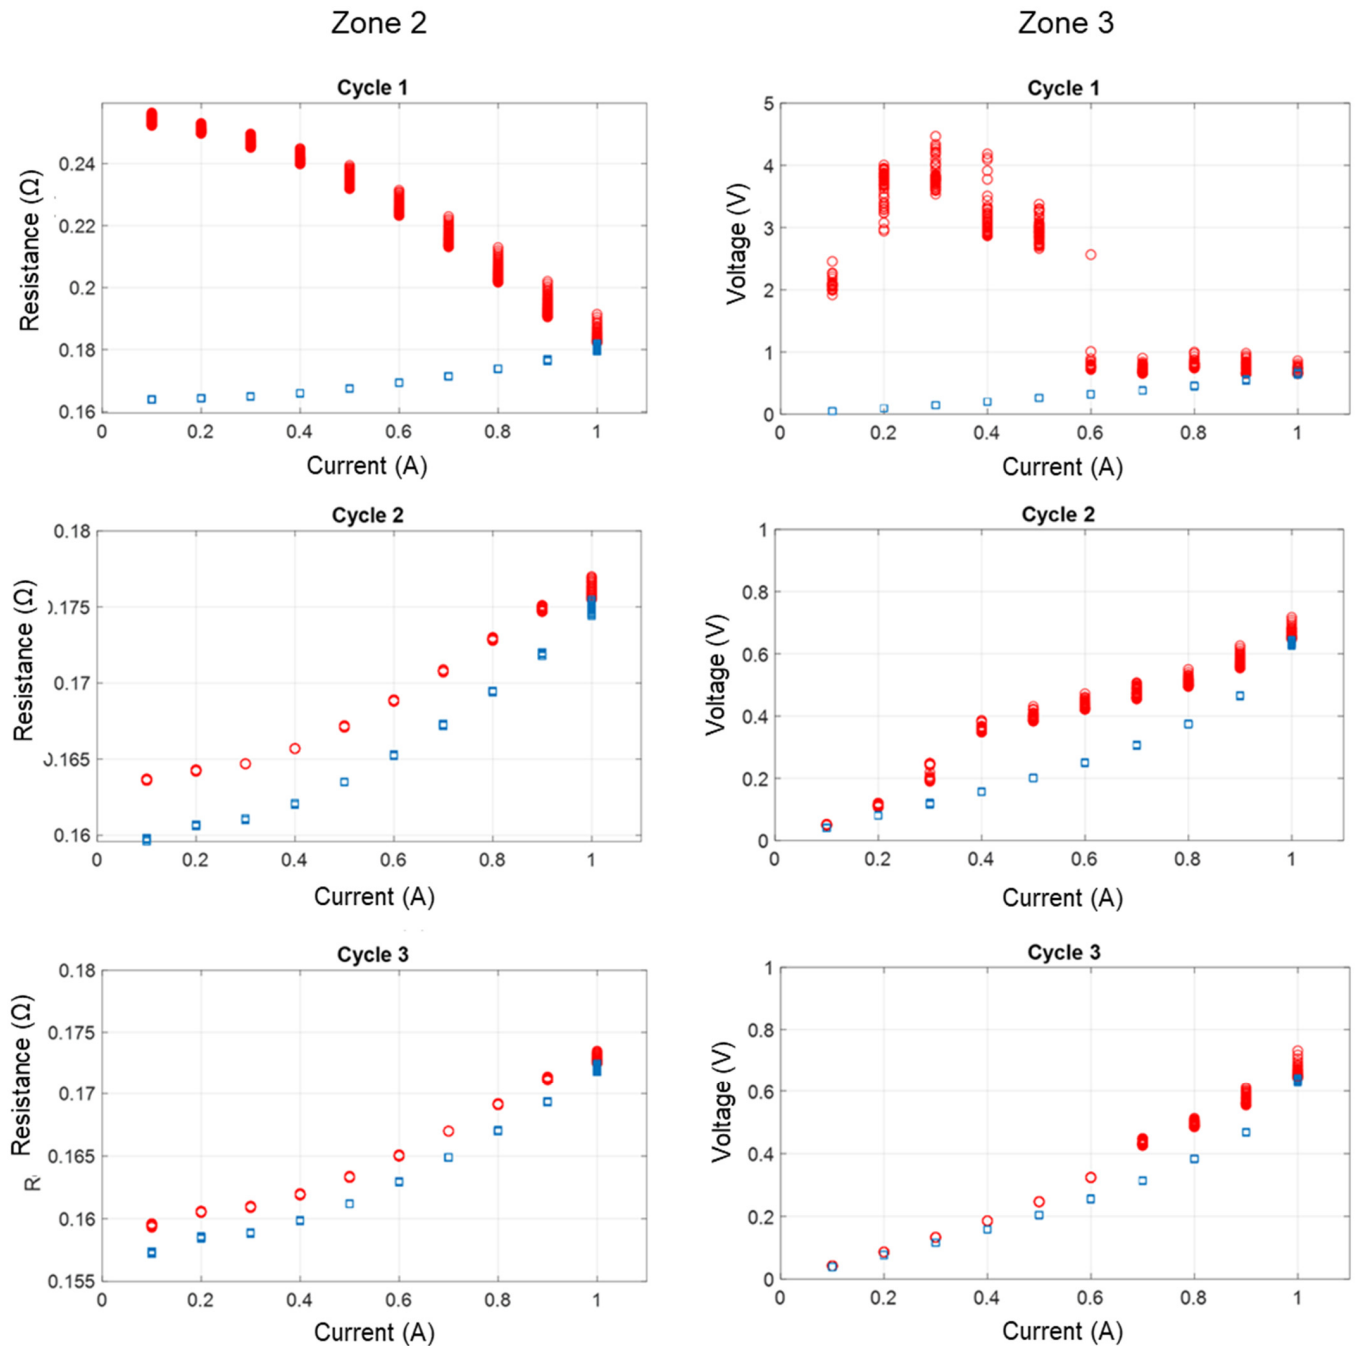 Zone 2
Zone 3
Cycle 1
Resistance (Ω)
0.24
0.22
0.2
0.18
0.16
0 0.2 0.4 0.6 0.8 1
Current (A)
Cycle 1
Voltage (V)
5
4
3
2
1
0
0 0.2 0.4 0.6 0.8 1
Current (A)
Cycle 2
Resistance (Ω)
0.18
).175
0.17
0.165
0.16
0 0.2 0.4 0.6 0.8 1
Current (A)
Cycle 2
Voltage (V)
1
0.8
0.6
0.4
0.2
0
0 0.2 0.4 0.6 0.8 1
Current (A)
Cycle 3
Resistance (Ω)
R
0.18
0.175
0.17
0.165
0.16
0.155
0 0.2 0.4 0.6 0.8 1
Current (A)
Cycle 3
Voltage (V)
1
0.8
0.6
0.4
0.2
0
0 0.2 0.4 0.6 0.8 1
Current (A)